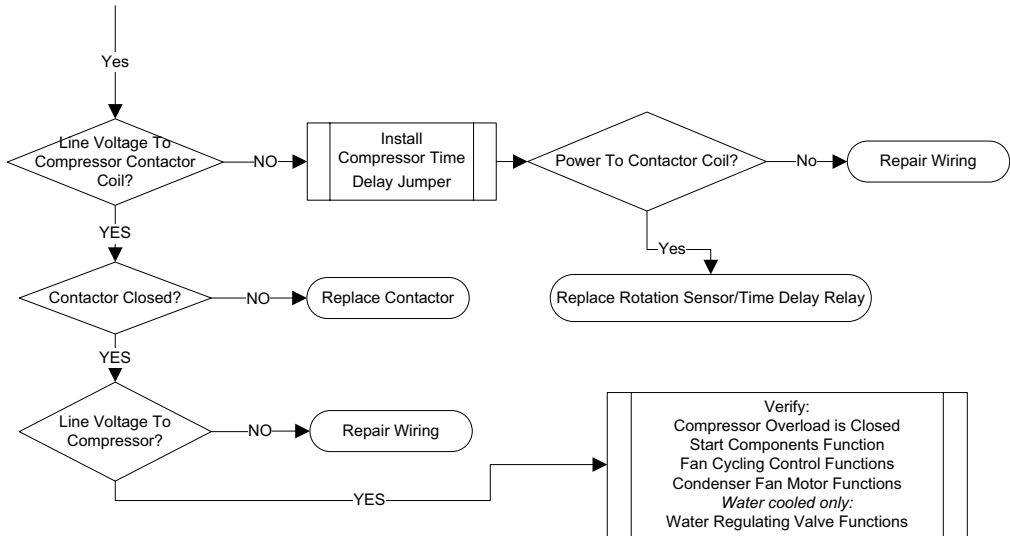 Yes
Line Voltage To
Compressor Contactor
Coil?
NO
Install
Compressor Time
Delay Jumper
Power To Contactor Coil?
No
Repair Wiring
YES
Yes
Contactor Closed?
NO
Replace Contactor
Replace Rotation Sensor/Time Delay Relay
YES
Line Voltage To
Compressor?
NO
Repair Wiring
YES
Verify:
Compressor Overload is Closed
Start Components Function
Fan Cycling Control Functions
Condenser Fan Motor Functions
Water cooled only:
Water Regulating Valve Functions